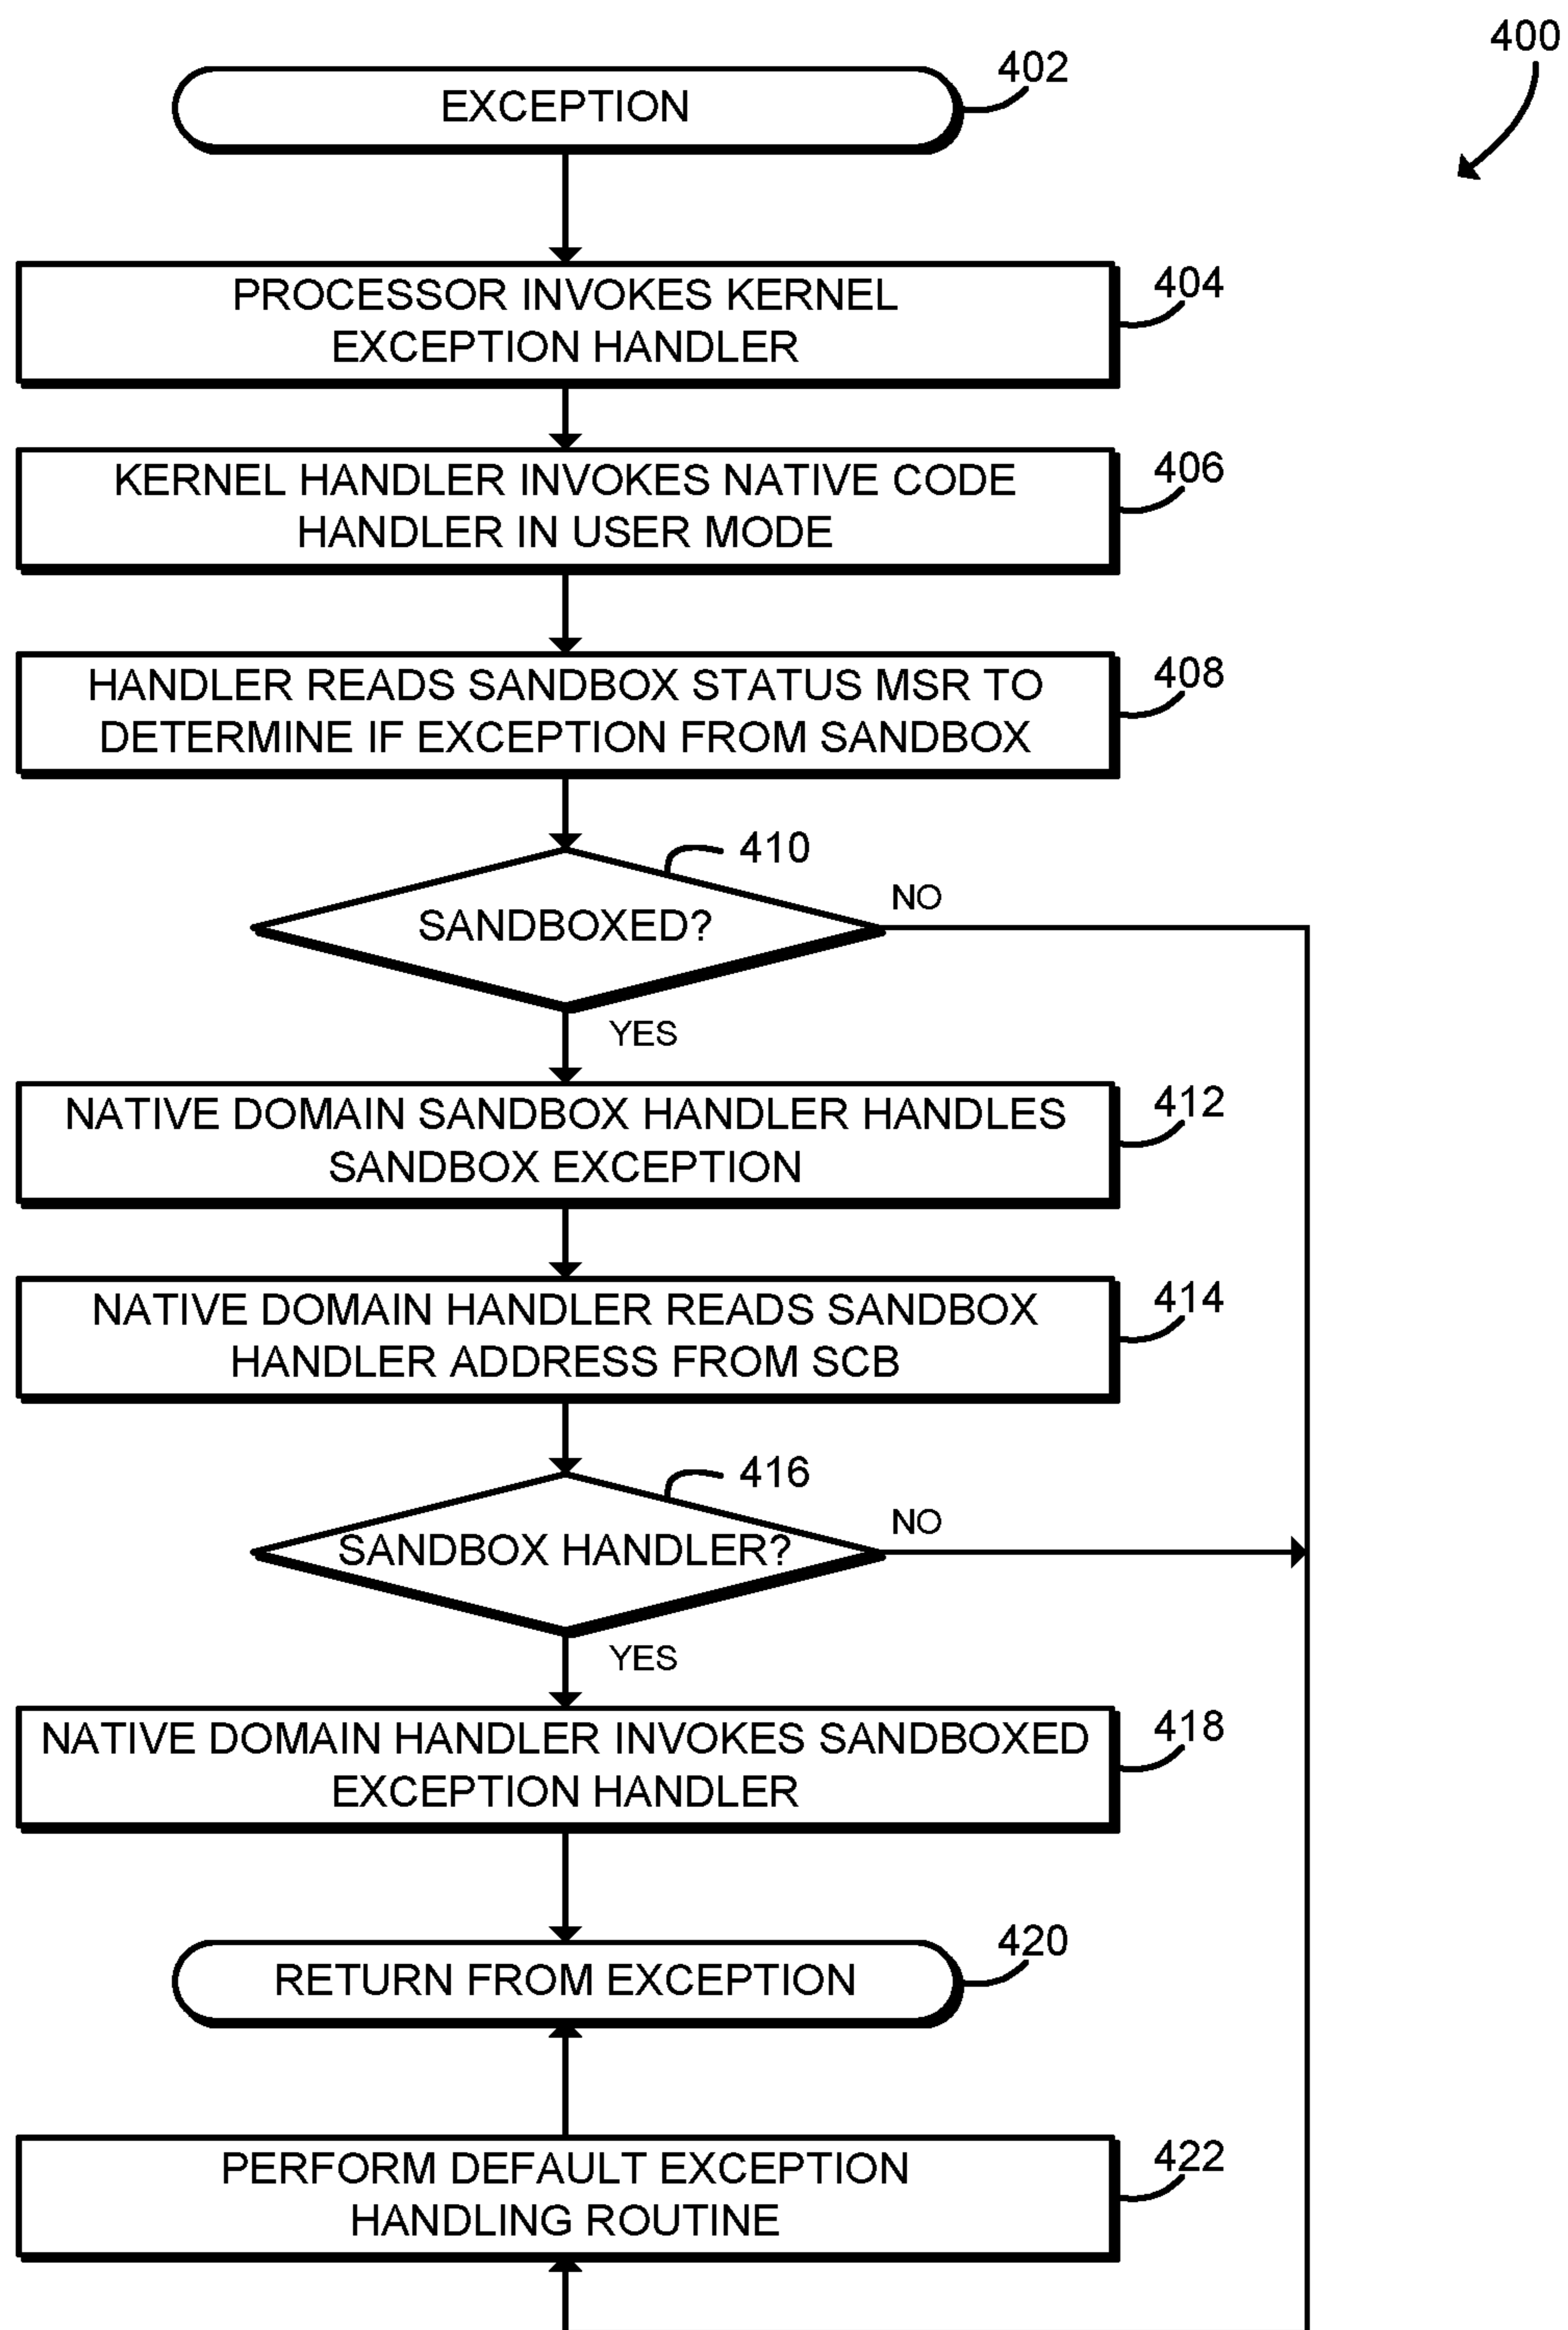 400
EXCEPTION
402
PROCESSOR INVOKES KERNEL
EXCEPTION HANDLER
404
KERNEL HANDLER INVOKES NATIVE CODE
HANDLER IN USER MODE
406
HANDLER READS SANDBOX STATUS MSR TO
DETERMINE IF EXCEPTION FROM SANDBOX
408
410
SANDBOXED?
NO
YES
NATIVE DOMAIN SANDBOX HANDLER HANDLES
SANDBOX EXCEPTION
412
NATIVE DOMAIN HANDLER READS SANDBOX
HANDLER ADDRESS FROM SCB
414
416
SANDBOX HANDLER?
NO
YES
NATIVE DOMAIN HANDLER INVOKES SANDBOXED
EXCEPTION HANDLER
418
RETURN FROM EXCEPTION
420
PERFORM DEFAULT EXCEPTION
HANDLING ROUTINE
422